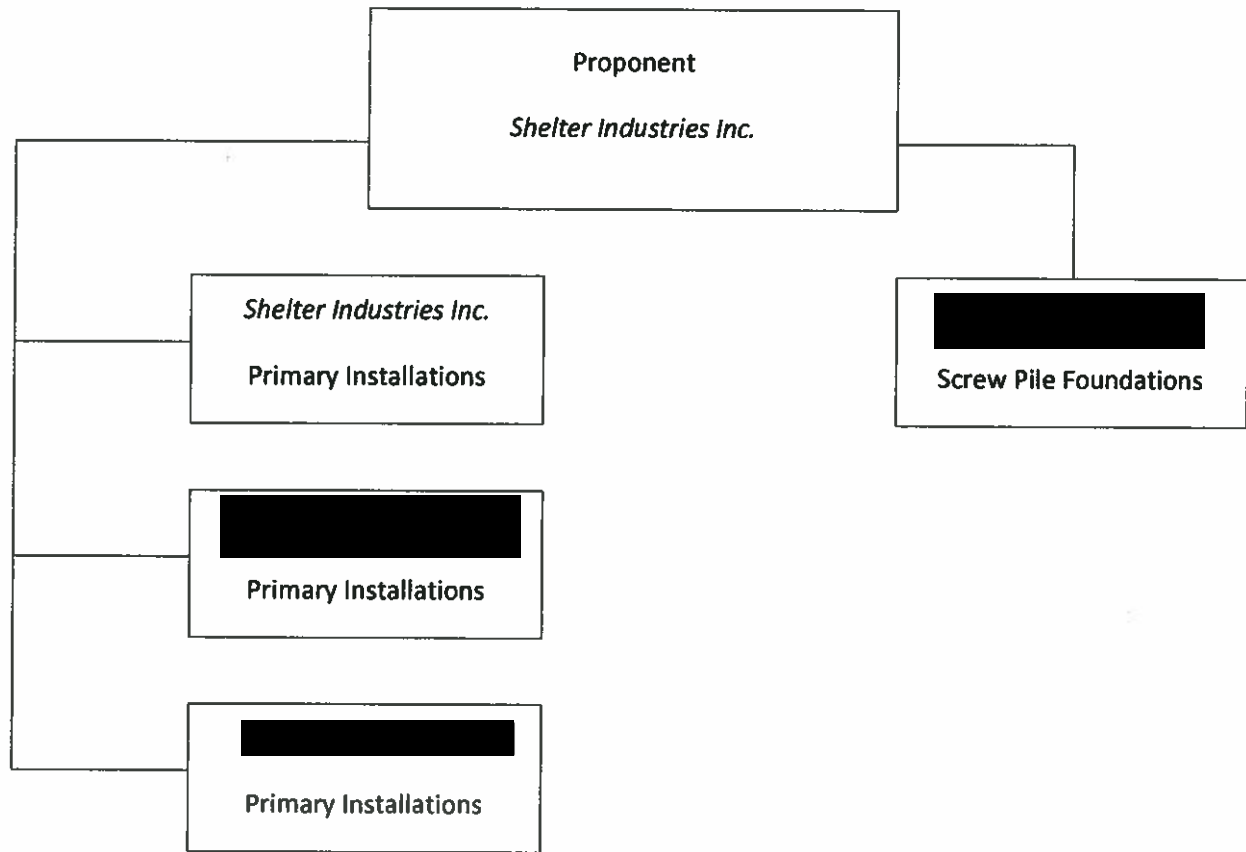 Proponent
Shelter Industries Inc.
Shelter Industries Inc.
Primary Installations
Screw Pile Foundations
Primary Installations
Primary Installations